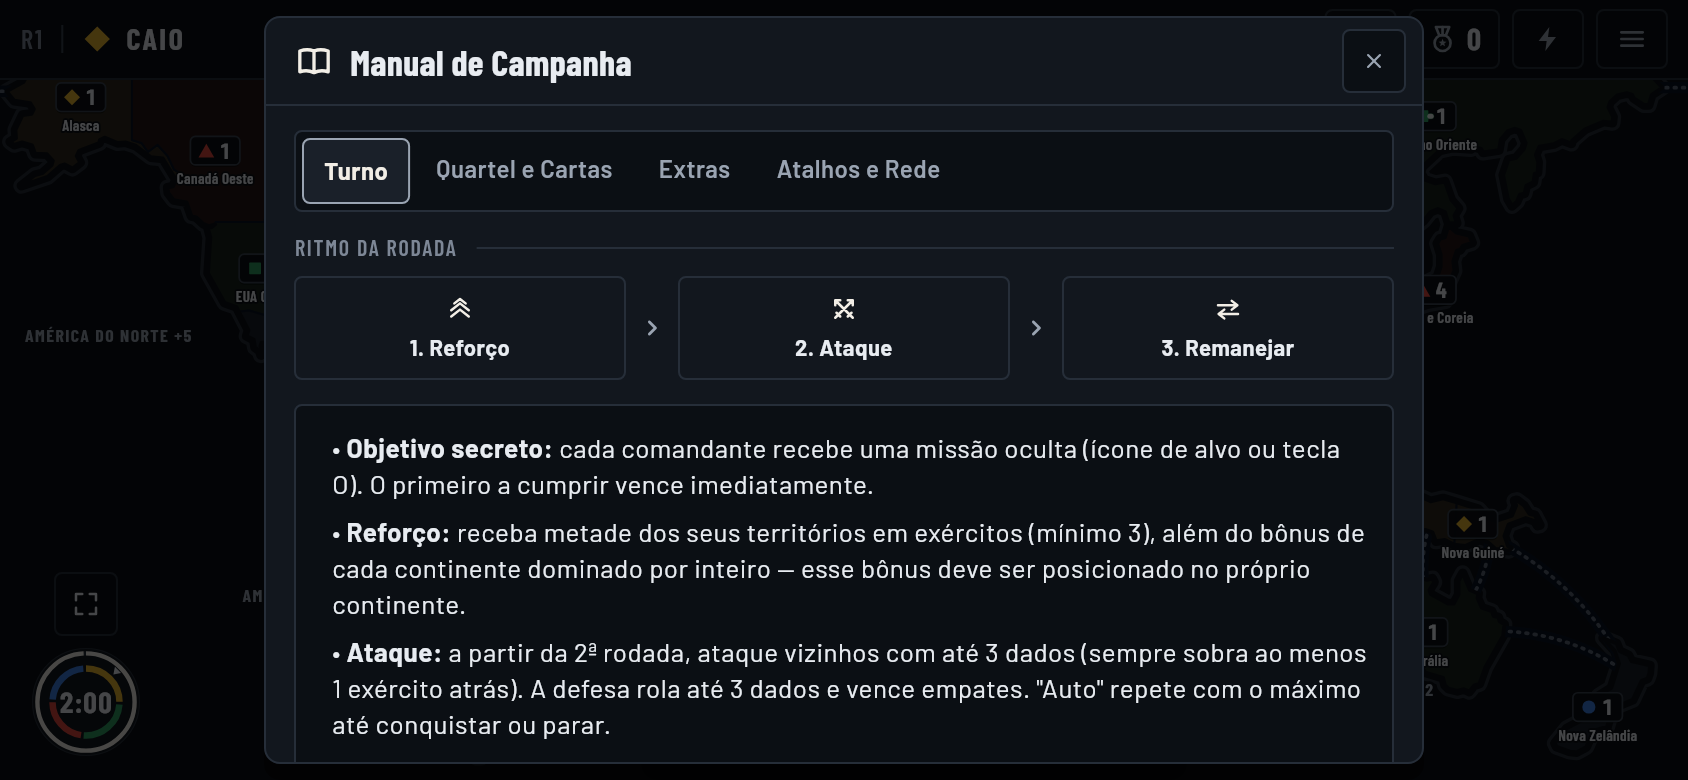 R1
CAIO
Manual de Campanha
0
1
Alasca
1
Canadá Oeste
EUA
AMÉRICA DO NORTE +5
2:00
Turno
Quartel e Cartas
Extras
Atalhos e Rede
RITMO DA RODADA
1. Reforço
2. Ataque
3. Remanejar
• Objetivo secreto: cada comandante recebe uma missão oculta (ícone de alvo ou tecla
O). O primeiro a cumprir vence imediatamente.
• Reforço: receba metade dos seus territórios em exércitos (mínimo 3), além do bônus de
cada continente dominado por inteiro — esse bônus deve ser posicionado no próprio
continente.
• Ataque: a partir da 2ª rodada, ataque vizinhos com até 3 dados (sempre sobra ao menos
1 exército atrás). A defesa rola até 3 dados e vence empates. "Auto" repete com o máximo
até conquistar ou parar.
1
Oriente
4
e Coreia
1
Nova Guiné
1
2
1
Nova Zelândia